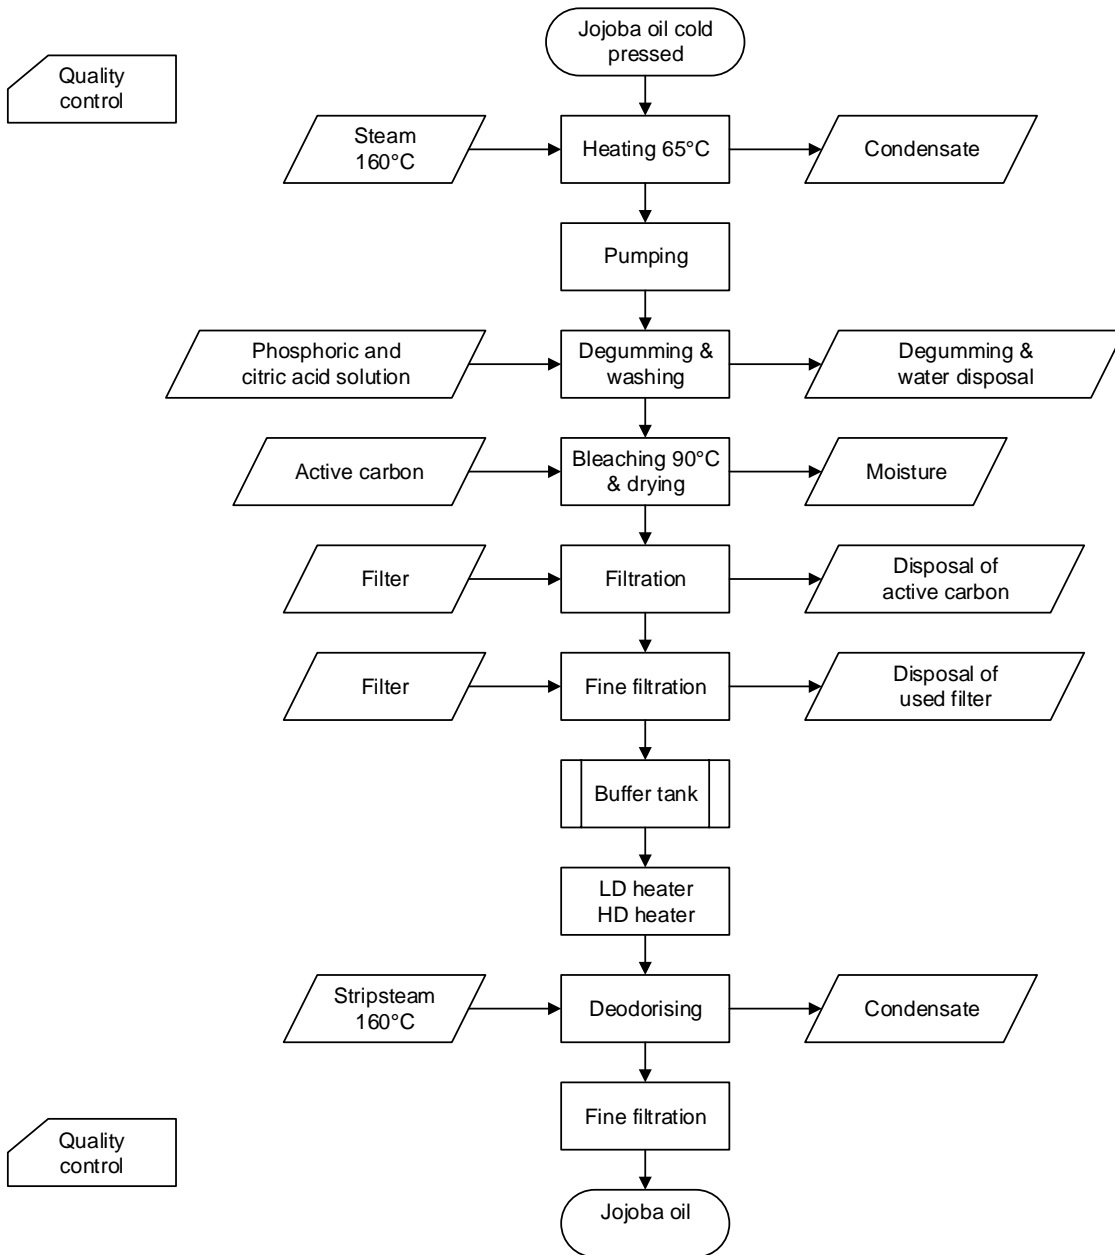 Jojoba oil cold
pressed
Quality
control
Steam
160°C
Heating 65°C
Condensate
Pumping
Phosphoric and
citric acid solution
Degumming &
washing
Degumming &
water disposal
Active carbon
Bleaching 90°C
& drying
Moisture
Filter
Filtration
Disposal of
active carbon
Filter
Fine filtration
Disposal of
used filter
Buffer tank
LD heater
HD heater
Stripsteam
160°C
Deodorising
Condensate
Fine filtration
Quality
control
Jojoba oil